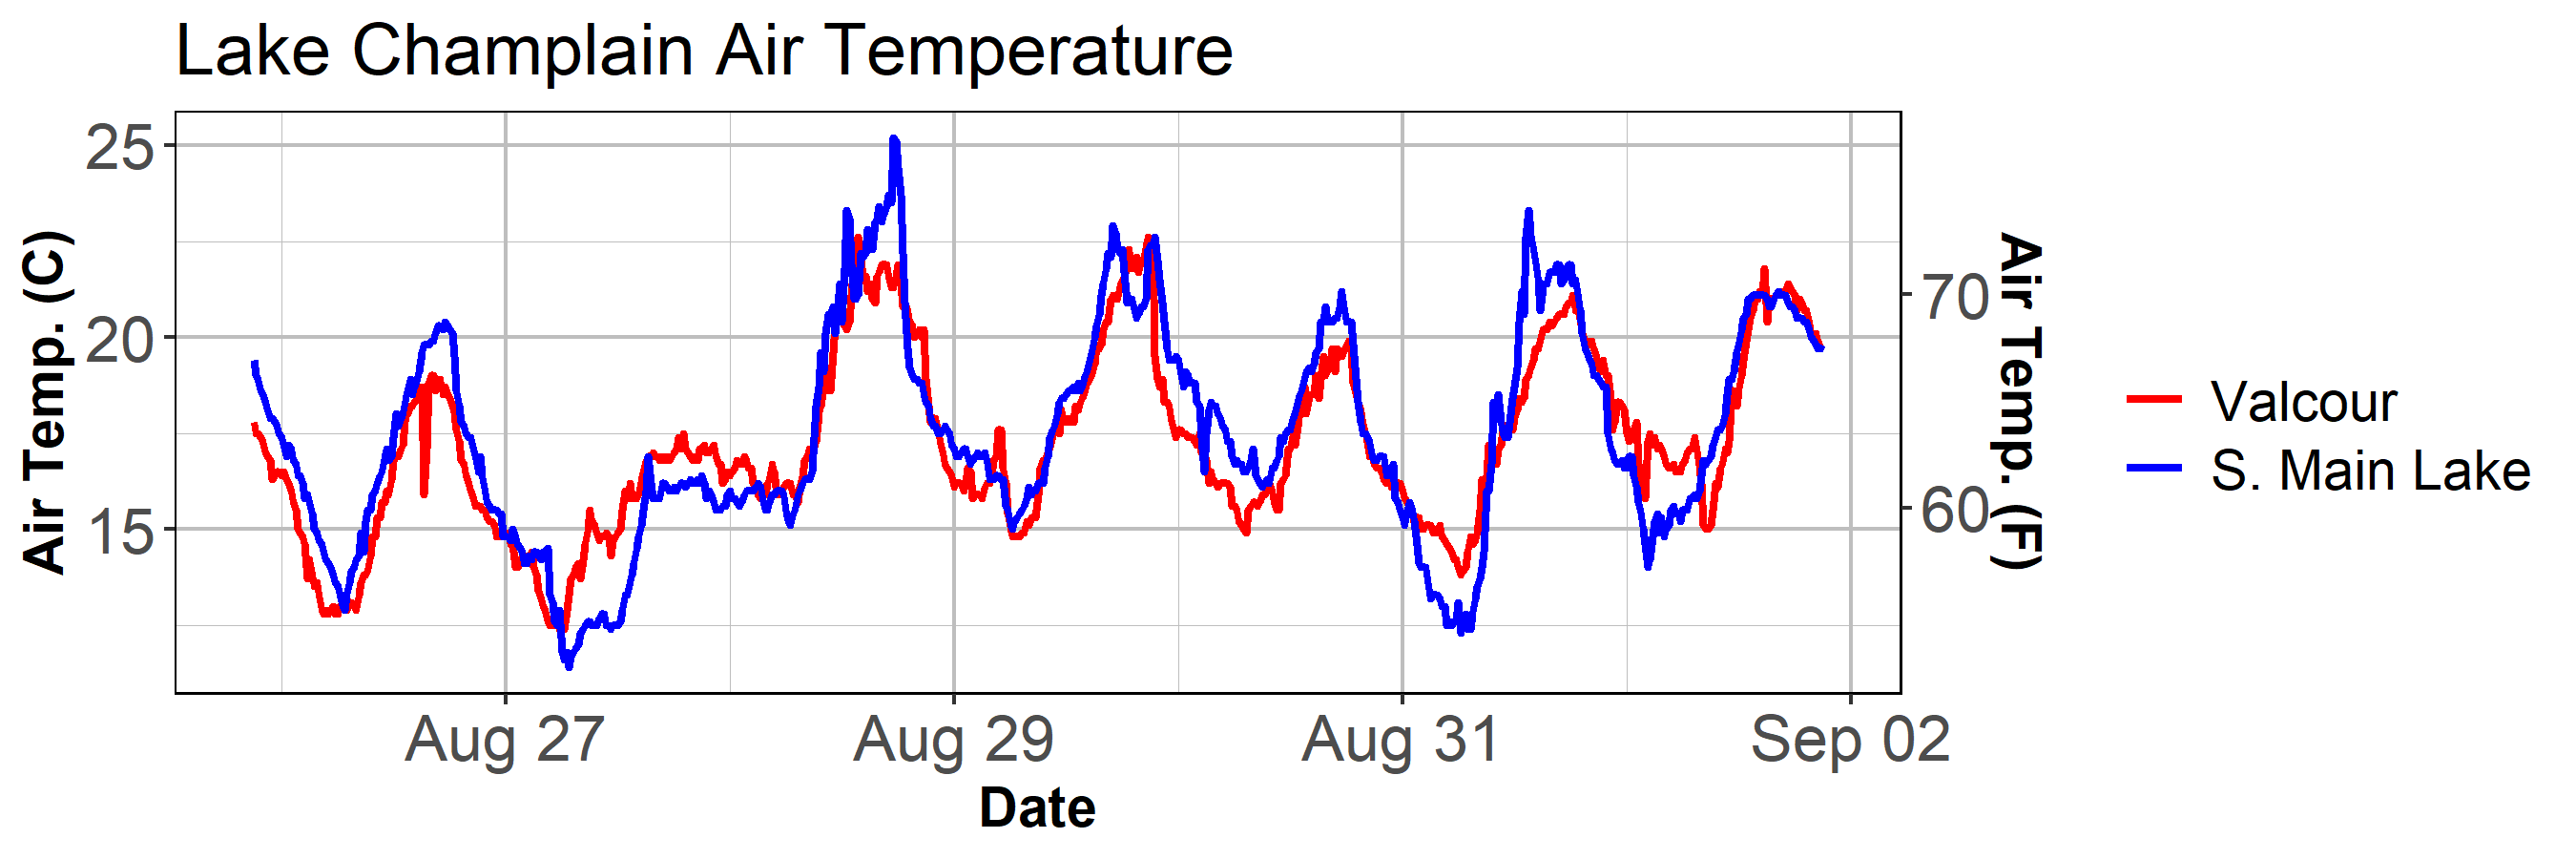 Lake Champlain Air Temperature
Air Temp. (C)
25
20
15
70
60
Air Temp. (F)
Aug 27
Aug 29
Aug 31
Sep 02
Date
Valcour
S. Main Lake